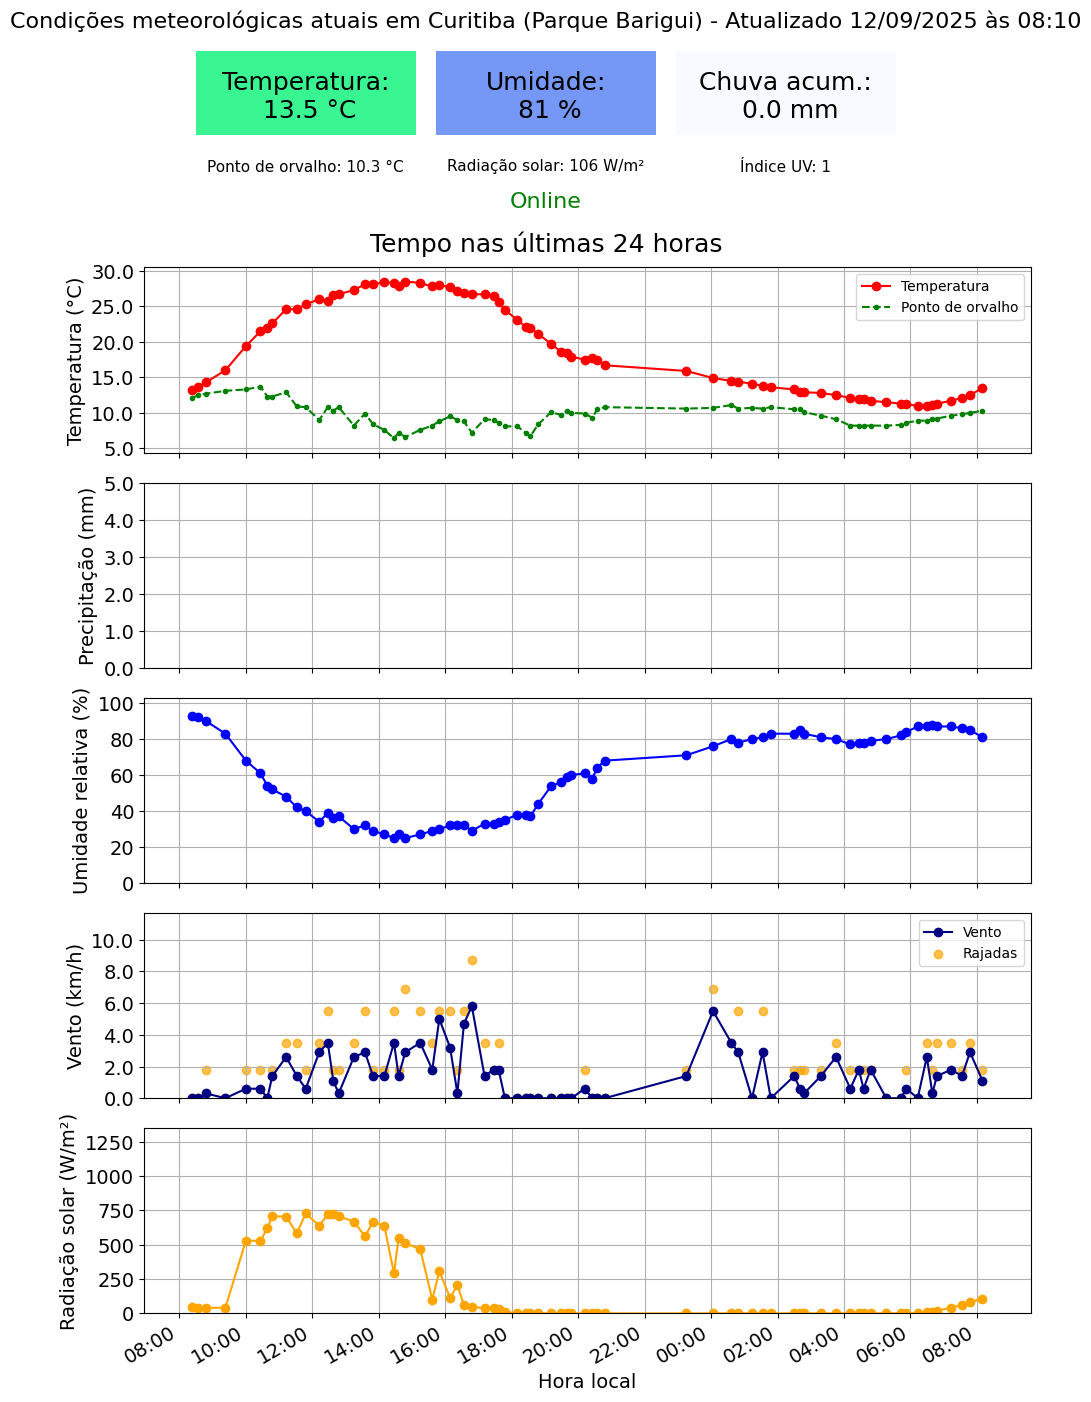 Condições meteorológicas atuais em Curitiba (Parque Barigui) - Atualizado 12/09/2025 às 08:10
Temperatura:
13.5 °C
Umidade:
81 %
Chuva acum.:
0.0 mm
Ponto de orvalho: 10.3 °C
Radiação solar: 106 W/m²
Índice UV: 1
Online
Tempo nas últimas 24 horas
Temperatura (°C)
30.0
25.0
20.0
15.0
10.0
5.0
Temperatura
Ponto de orvalho
Precipitação (mm)
5.0
4.0
3.0
2.0
1.0
0.0
Umidade relativa (%)
100
80
60
40
20
0
Vento (km/h)
10.0
8.0
6.0
4.0
2.0
0.0
Vento
Rajadas
Radiação solar (W/m²)
1250
1000
750
500
250
0
08:00
10:00
12:00
14:00
16:00
18:00
20:00
22:00
00:00
02:00
04:00
06:00
08:00
Hora local